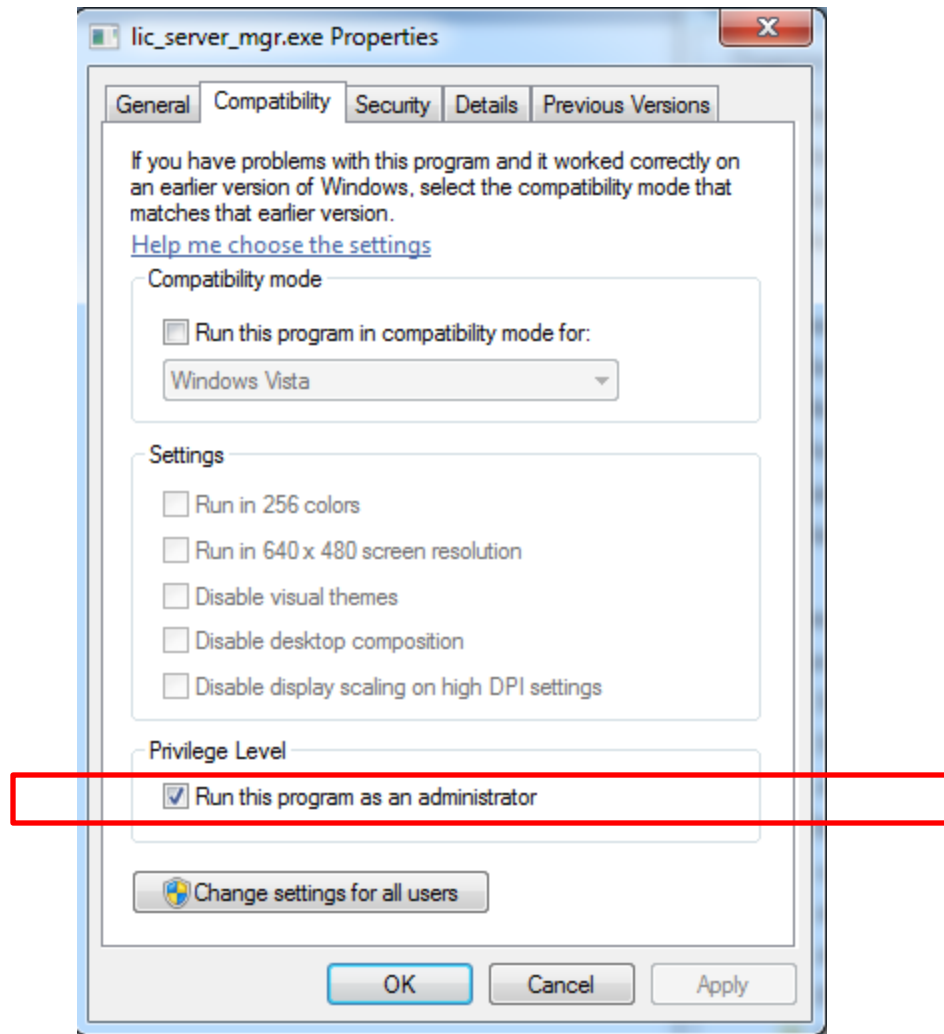 lic_server_mgr.exe Properties
General Compatibility Security Details Previous Versions
If you have problems with this program and it worked correctly on
an earlier version of Windows, select the compatibility mode that
matches that earlier version.
Help me choose the settings
Compatibility mode
Run this program in compatibility mode for:
Windows Vista
Settings
Run in 256 colors
Run in 640 x 480 screen resolution
Disable visual themes
Disable desktop composition
Disable display scaling on high DPI settings
Privilege Level
Run this program as an administrator
Change settings for all users
OK Cancel Apply